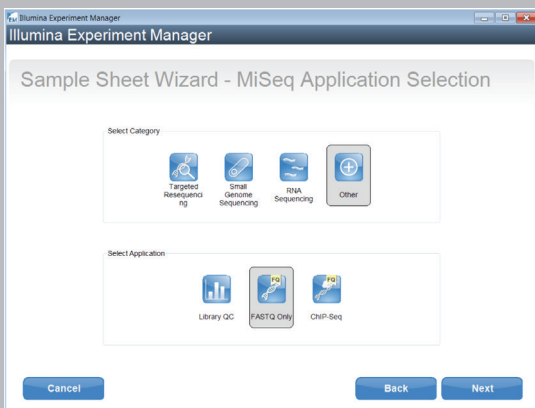 Illumina Experiment Manager
Illumina Experiment Manager
Sample Sheet Wizard - MiSeq Application Selection
Select Category
Targeted
Resequenci
ng
Small
Genome
Sequencing
RNA
Sequencing
Other
Select Application
FQ
FQ
Library QC
FASTQ Only
ChIP-Seq
Cancel
Back
Next